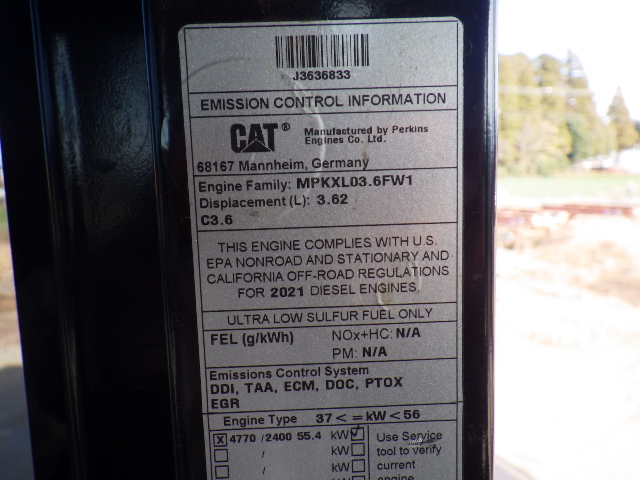 J3636833
EMISSION CONTROL INFORMATION
CAT® Manufactured by Perkins
Engines Co. Ltd.
68167 Mannheim, Germany
Engine Family: MPKXL03.6FW1
Displacement (L): 3.62
C3.6
THIS ENGINE COMPLIES WITH U.S.
EPA NONROAD AND STATIONARY AND
CALIFORNIA OFF-ROAD REGULATIONS
FOR 2021 DIESEL ENGINES.
ULTRA LOW SULFUR FUEL ONLY
FEL (g/kWh) NOx+HC: N/A
PM: N/A
Emissions Control System
DDI, TAA, ECM, DOC, PTOX
EGR
Engine Type 37 < = kW < 56
X 4770 / 2400 55.4 kW Use Service
/ kW tool to verify
/ kW current
kW engine